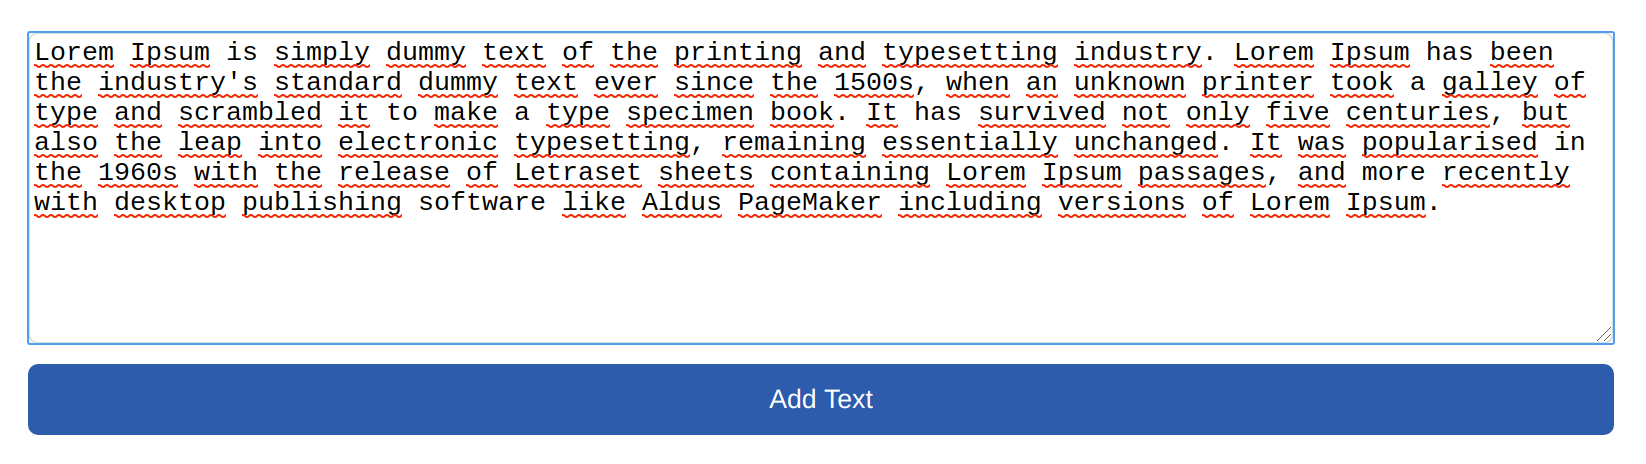 Lorem Ipsum is simply dummy text of the printing and typesetting industry. Lorem Ipsum has been
the industry's standard dummy text ever since the 1500s, when an unknown printer took a galley of
type and scrambled it to make a type specimen book. It has survived not only five centuries, but
also the leap into electronic typesetting, remaining essentially unchanged. It was popularised in
the 1960s with the release of Letraset sheets containing Lorem Ipsum passages, and more recently
with desktop publishing software like Aldus PageMaker including versions of Lorem Ipsum.
Add Text